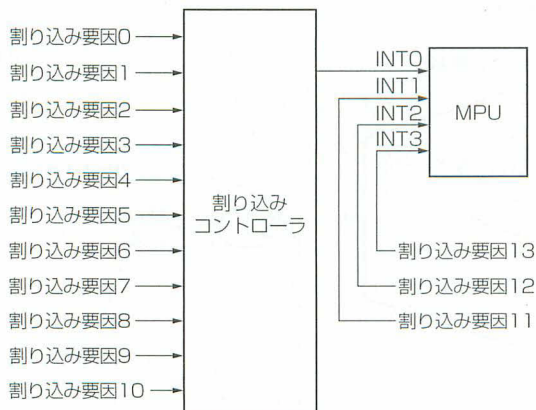 割り込み要因0
割り込み要因1
割り込み要因2
割り込み要因3
割り込み要因4
割り込み要因5
割り込み要因6
割り込み要因7
割り込み要因8
割り込み要因9
割り込み要因10
割り込み
コントローラ
INT0
INT1
INT2
INT3
MPU
割り込み要因13
割り込み要因12
割り込み要因11